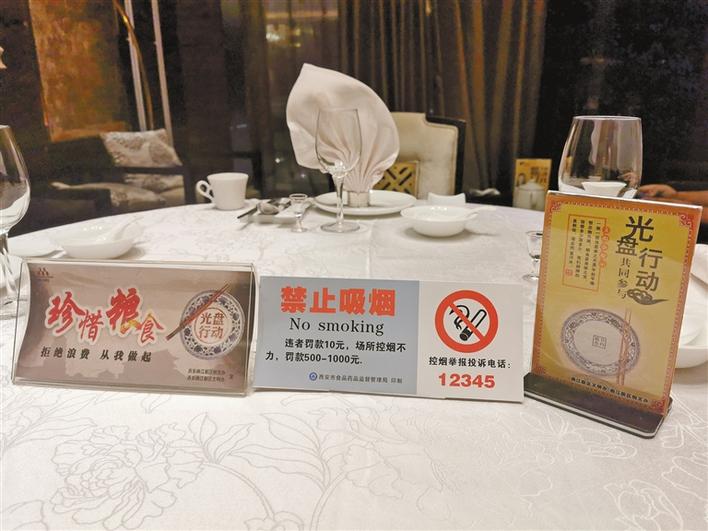 珍惜粮食
光盘
行动
拒绝浪费 从我做起
禁止吸烟
No smoking
违者罚款10元，场所控烟不
力，罚款500-1000元.
西安市食品药品监督管理局 印制
控烟举报投诉电话：
12345
光盘
行动
共同参与